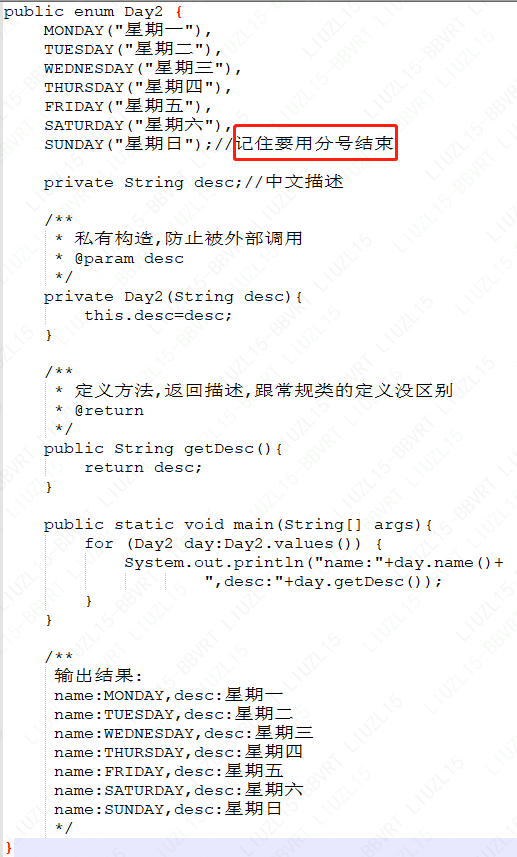 public enum Day2 {
    MONDAY("星期一"),
    TUESDAY("星期二"),
    WEDNESDAY("星期三"),
    THURSDAY("星期四"),
    FRIDAY("星期五"),
    SATURDAY("星期六"),
    SUNDAY("星期日");//记住要用分号结束
    private String desc;//中文描述
    /**
     * 私有构造,防止被外部调用
     * @param desc
     */
    private Day2(String desc){
        this.desc=desc;
    }
    /**
     * 定义方法,返回描述,跟常规类的定义没区别
     * @return
     */
    public String getDesc(){
        return desc;
    }
    public static void main(String[] args){
        for (Day2 day:Day2.values()) {
            System.out.println("name:"+day.name()+
                    ",desc:"+day.getDesc());
        }
    }
    /**
     输出结果:
     name:MONDAY,desc:星期一
     name:TUESDAY,desc:星期二
     name:WEDNESDAY,desc:星期三
     name:THURSDAY,desc:星期四
     name:FRIDAY,desc:星期五
     name:SATURDAY,desc:星期六
     name:SUNDAY,desc:星期日
     */
}